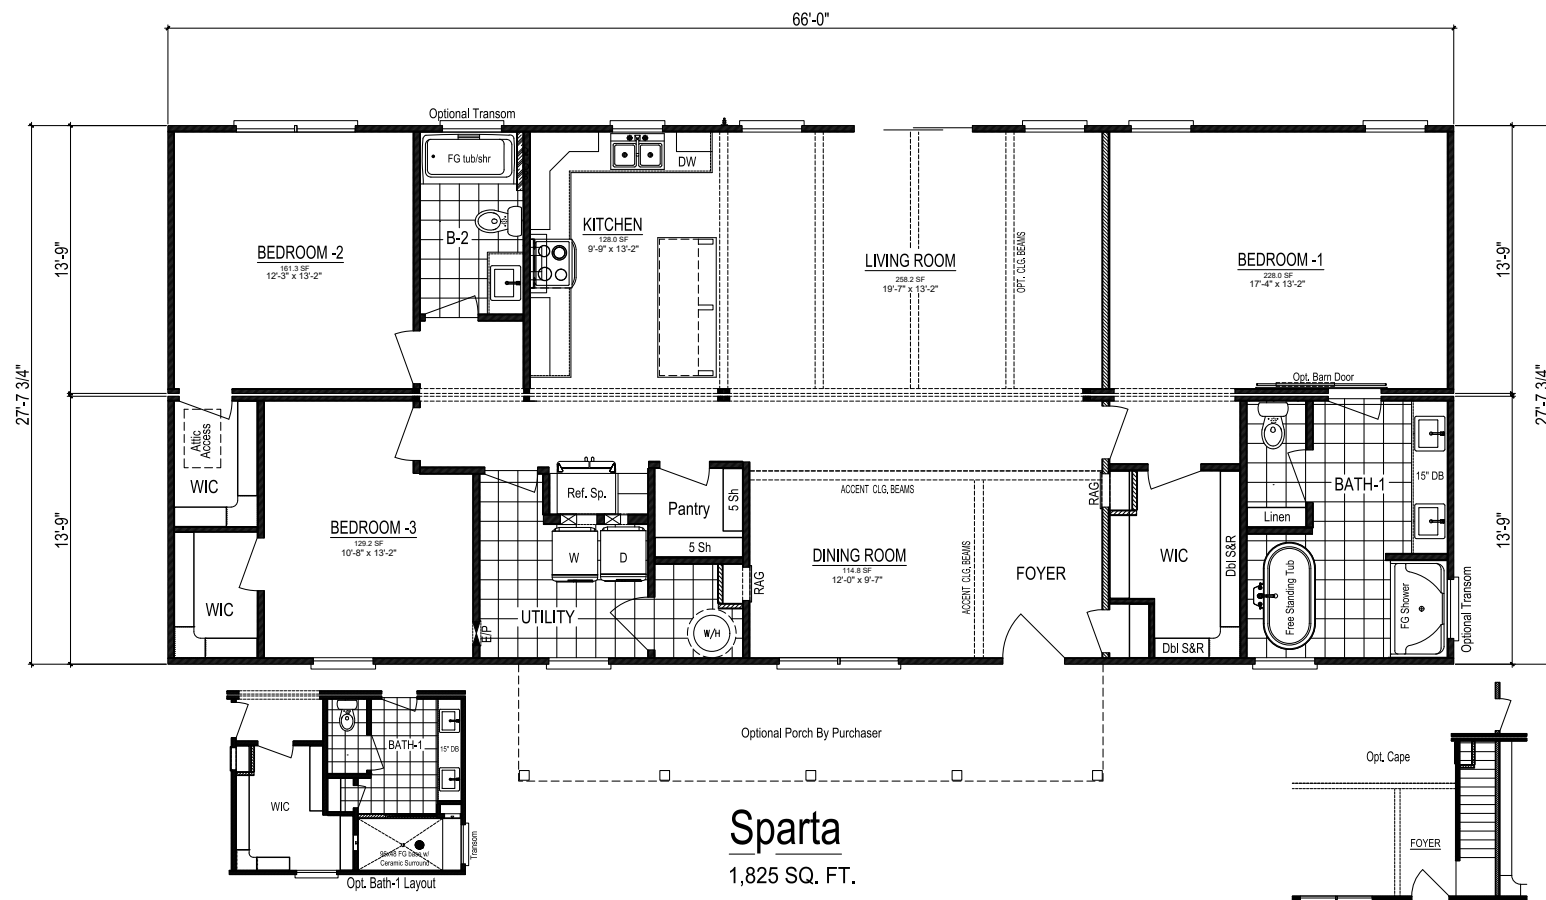 66'-0"
Optional Transom
27'-7 3/4"
13'-9"
13'-9"
FG tub/shr
B-2
BEDROOM -2
161.3 SF
12'-3" x 13'-2"
DW
KITCHEN
128.0 SF
9'-9" x 13'-2"
LIVING ROOM
258.2 SF
19'-7" x 13'-2"
OPT. CLG, BEAMS
BEDROOM -1
228.0 SF
17'-4" x 13'-2"
Opt. Barn Door
13'-9"
13'-9"
27'-7 3/4"
Attic
Access
WIC
WIC
BEDROOM -3
129.2 SF
10'-8" x 13'-2"
Ref. Sp.
W
D
UTILITY
E/P
Pantry
5 Sh
5 Sh
W/H
RAG
ACCENT CLG, BEAMS
DINING ROOM
114.8 SF
12'-0" x 9'-7"
ACCENT CLG, BEAMS
FOYER
RAG
WIC
Dbl S&R
Dbl S&R
Linen
BATH-1
15" DB
Free Standing Tub
FG Shower
Optional Transom
Optional Porch By Purchaser
BATH-1
15" DB
WIC
Ceramic Surround
Transom
Opt. Bath-1 Layout
Sparta
1,825 SQ. FT.
Opt. Cape
FOYER